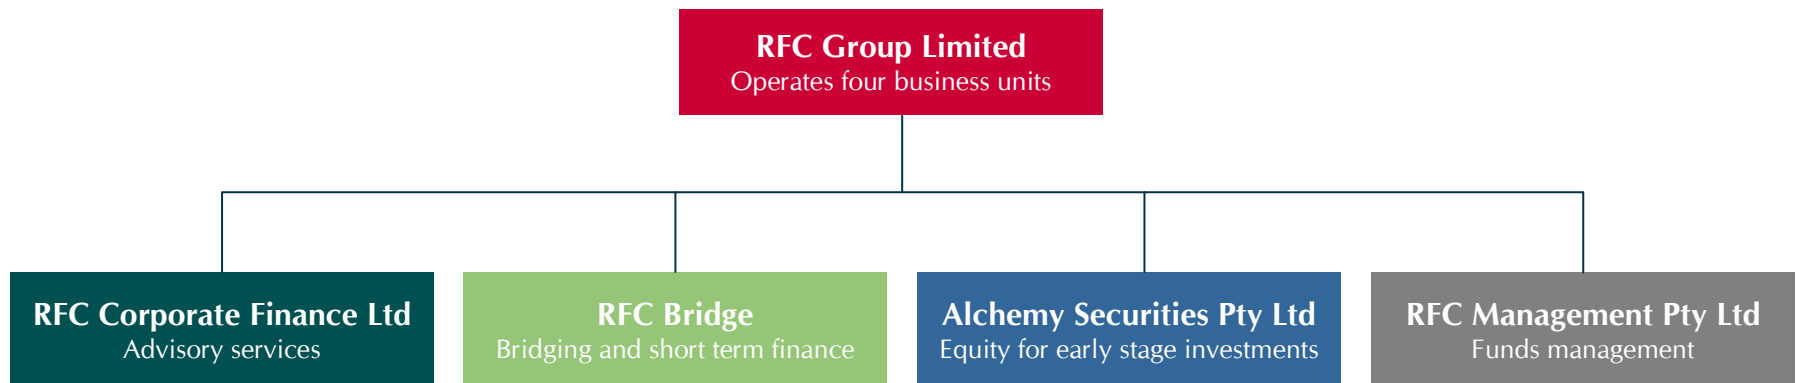 RFC Group Limited
Operates four business units
RFC Corporate Finance Ltd
Advisory services
RFC Bridge
Bridging and short term finance
Alchemy Securities Pty Ltd
Equity for early stage investments
RFC Management Pty Ltd
Funds management